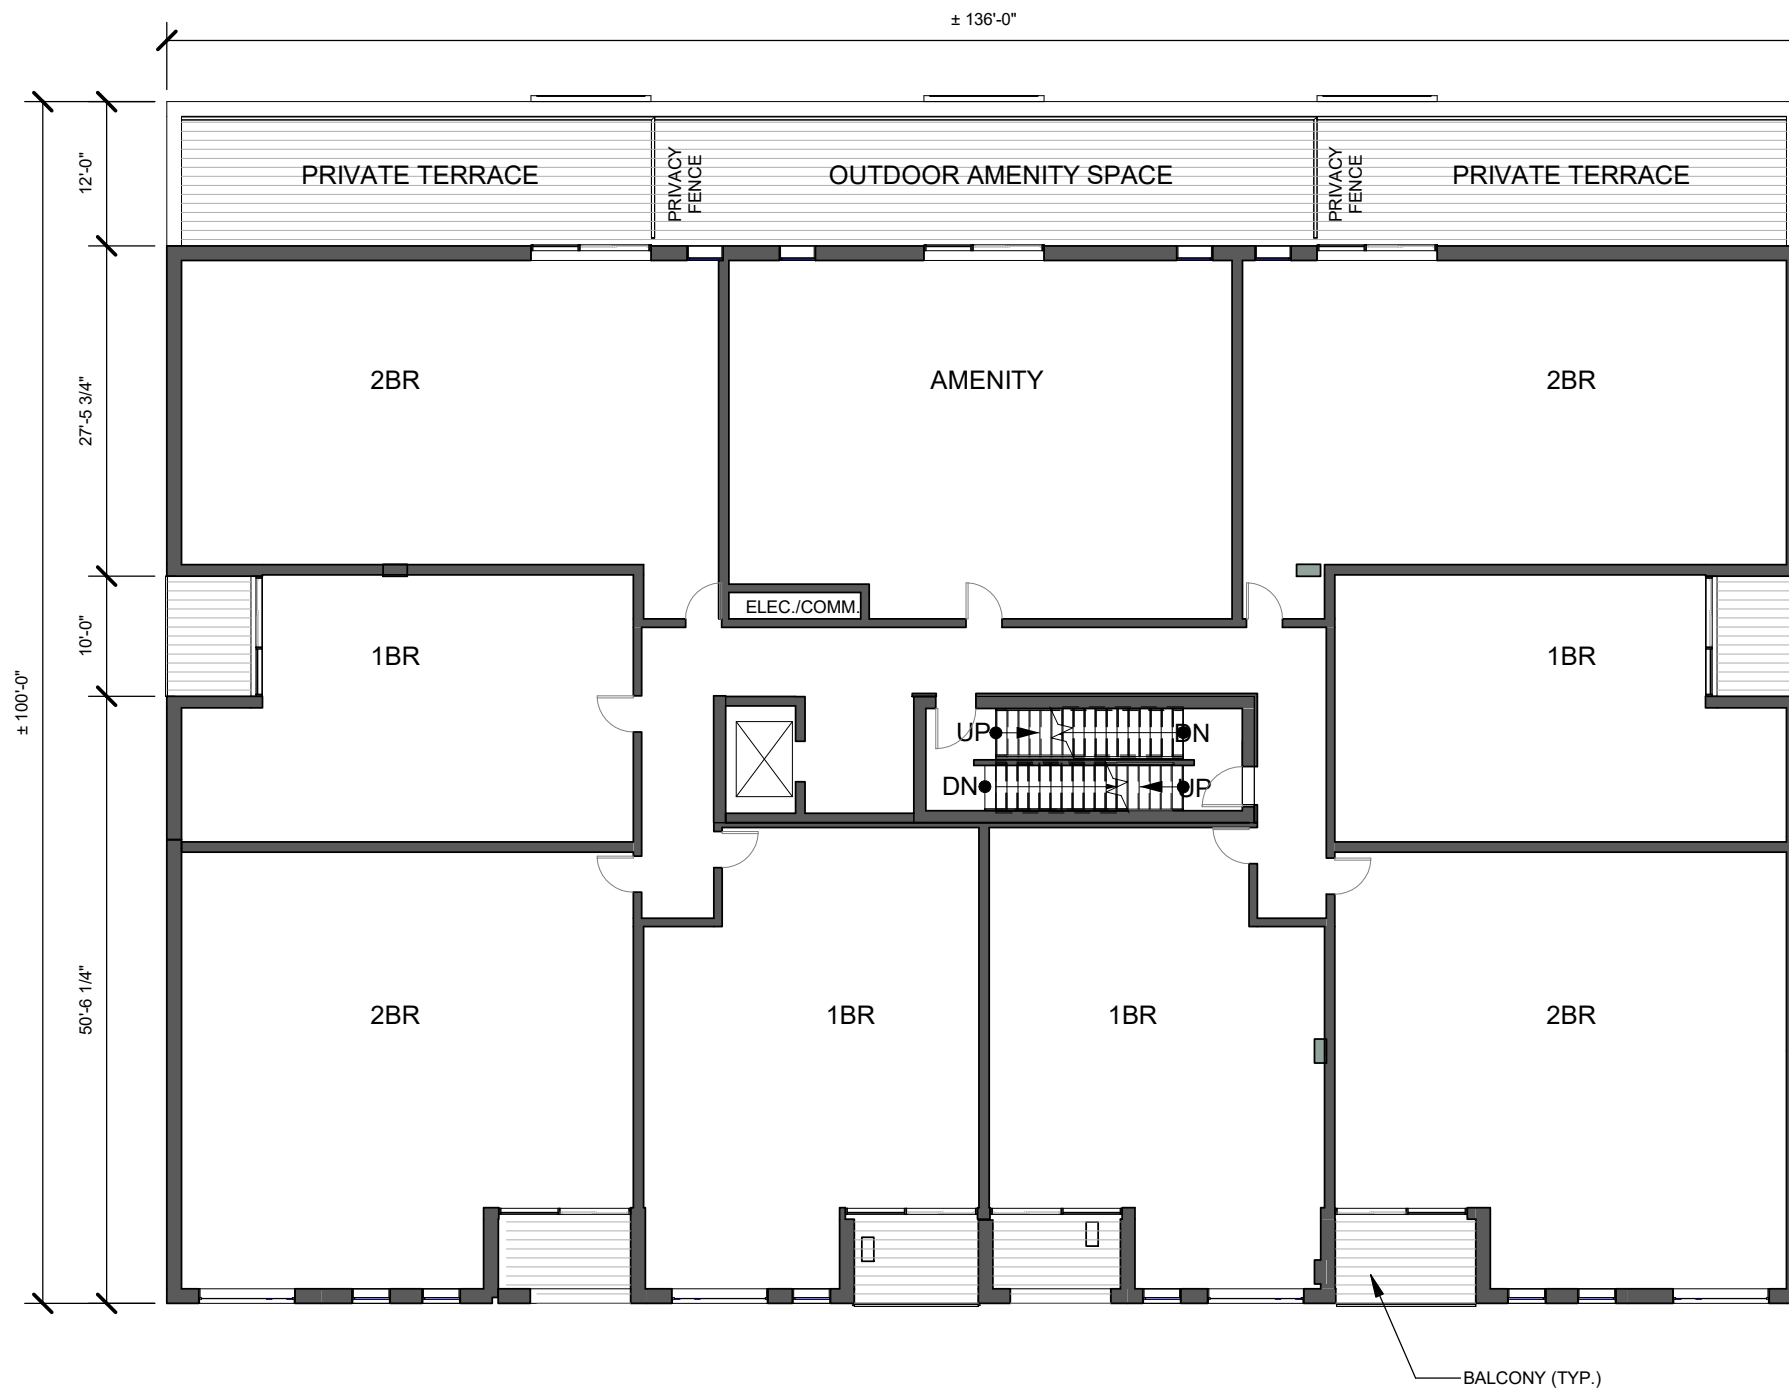 ± 136'-0"
12'-0"
PRIVATE TERRACE
PRIVACY
FENCE
OUTDOOR AMENITY SPACE
PRIVACY
FENCE
PRIVATE TERRACE
27'-5 3/4"
2BR
AMENITY
2BR
ELEC./COMM.
10'-0"
1BR
1BR
± 100'-0"
UP
DN
DN
UP
50'-6 1/4"
2BR
1BR
1BR
2BR
BALCONY (TYP.)